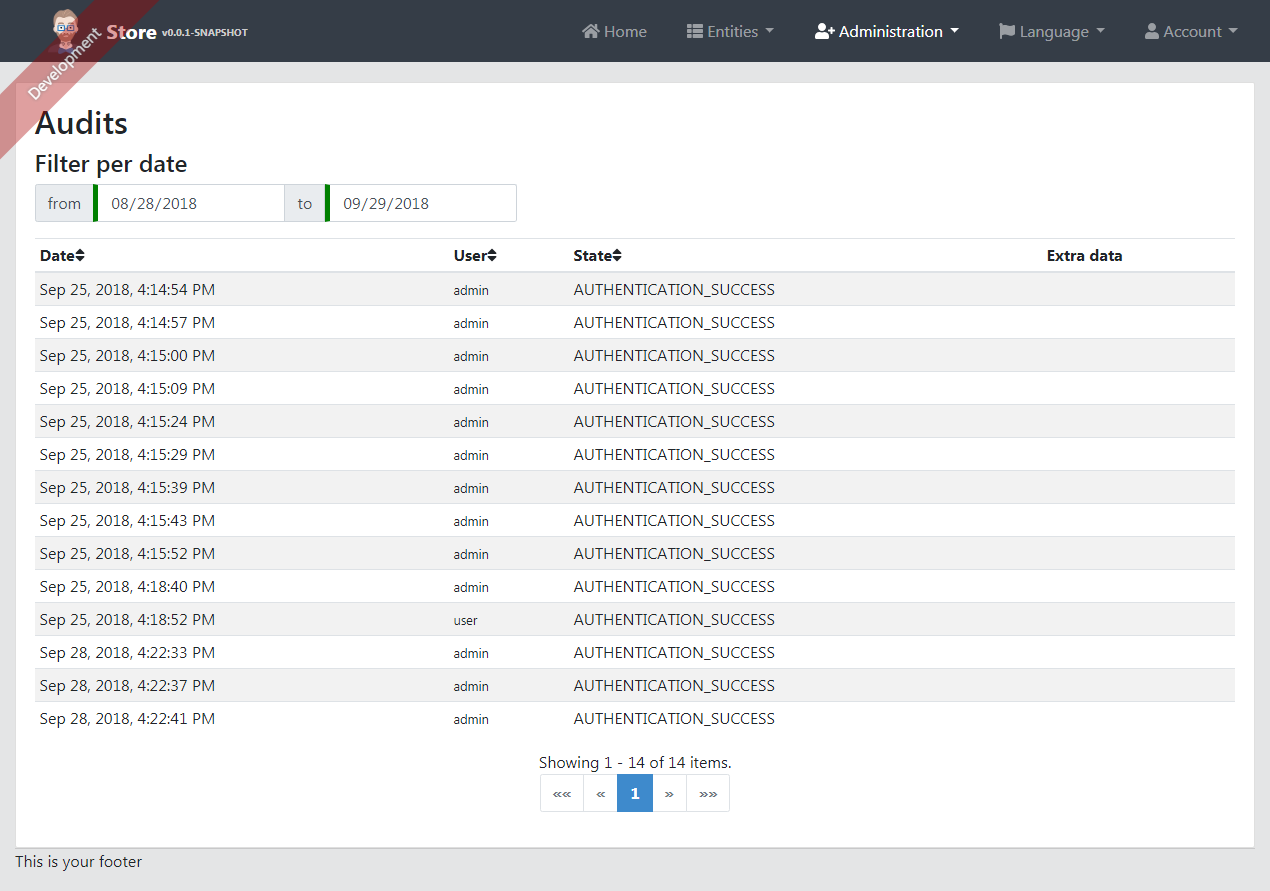 Development
Store v0.0.1-SNAPSHOT Home Entities Administration Language Account
Audits
Filter per date
from 08/28/2018 to 09/29/2018
Date User State Extra data
Sep 25, 2018, 4:14:54 PM admin AUTHENTICATION_SUCCESS
Sep 25, 2018, 4:14:57 PM admin AUTHENTICATION_SUCCESS
Sep 25, 2018, 4:15:00 PM admin AUTHENTICATION_SUCCESS
Sep 25, 2018, 4:15:09 PM admin AUTHENTICATION_SUCCESS
Sep 25, 2018, 4:15:24 PM admin AUTHENTICATION_SUCCESS
Sep 25, 2018, 4:15:29 PM admin AUTHENTICATION_SUCCESS
Sep 25, 2018, 4:15:39 PM admin AUTHENTICATION_SUCCESS
Sep 25, 2018, 4:15:43 PM admin AUTHENTICATION_SUCCESS
Sep 25, 2018, 4:15:52 PM admin AUTHENTICATION_SUCCESS
Sep 25, 2018, 4:18:40 PM admin AUTHENTICATION_SUCCESS
Sep 25, 2018, 4:18:52 PM user AUTHENTICATION_SUCCESS
Sep 28, 2018, 4:22:33 PM admin AUTHENTICATION_SUCCESS
Sep 28, 2018, 4:22:37 PM admin AUTHENTICATION_SUCCESS
Sep 28, 2018, 4:22:41 PM admin AUTHENTICATION_SUCCESS
Showing 1 - 14 of 14 items.
«« « 1 » »»
This is your footer